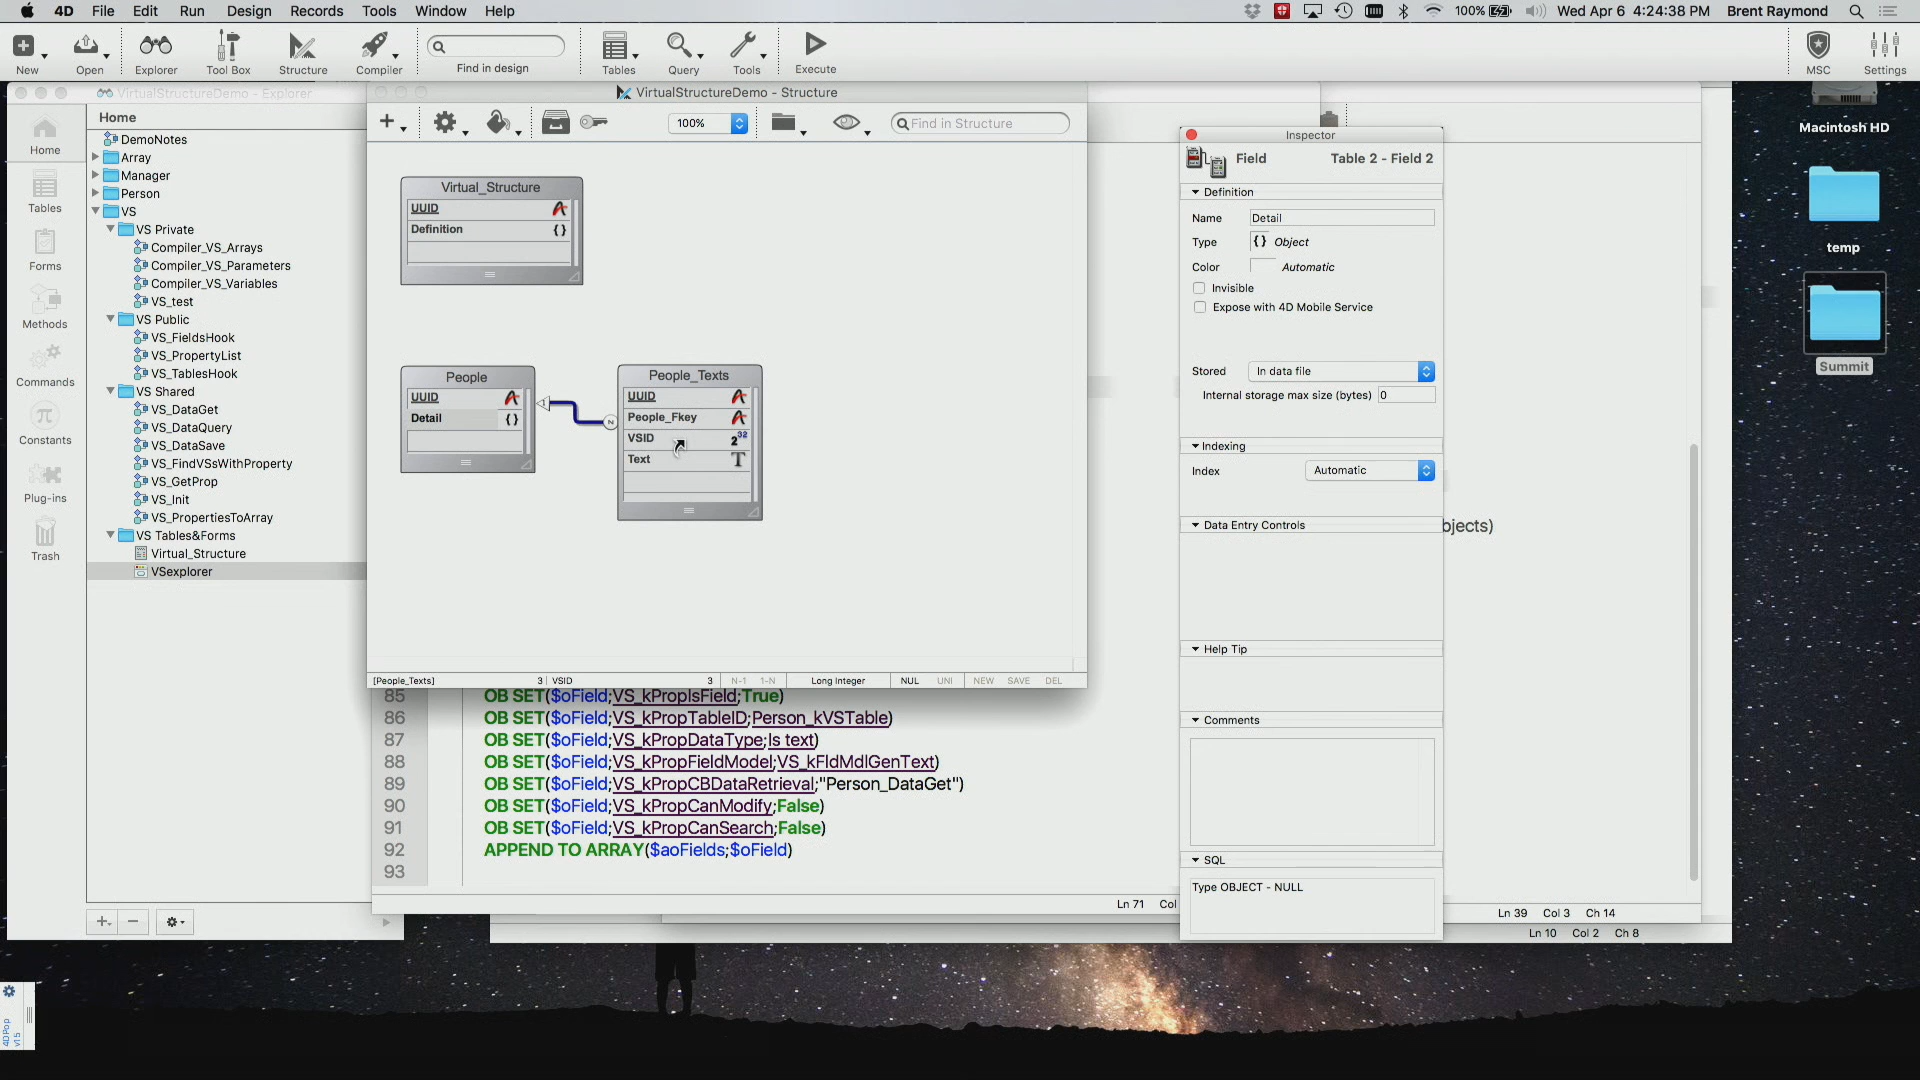 4D File Edit Run Design Records Tools Window Help
100% Wed Apr 6 4:24:38 PM Brent Raymond
New Open Explorer Tool Box Structure Compiler Find in design Tables Query Tools Execute MSC Settings
VirtualStructureDemo - Explorer
Home
Tables
Forms
Methods
Commands
Constants
Plug-ins
Trash
Home
DemoNotes
Array
Manager
Person
VS
VS Private
Compiler_VS_Arrays
Compiler_VS_Parameters
Compiler_VS_Variables
VS_test
VS Public
VS_FieldsHook
VS_PropertyList
VS_TablesHook
VS Shared
VS_DataGet
VS_DataQuery
VS_DataSave
VS_FindVSsWithProperty
VS_GetProp
VS_Init
VS_PropertiesToArray
VS Tables&Forms
Virtual_Structure
VSexplorer
VirtualStructureDemo - Structure
100% Find in Structure
Virtual_Structure
UUID
Definition {}
People
UUID
Detail {}
1
N
People_Texts
UUID
People_Fkey
VSID 2^32
Text T
[People_Texts] 3 VSID 3 N-1 1-N Long Integer NUL UNI NEW SAVE DEL
85 OB SET($oField;VS_kPropIsField;True)
86 OB SET($oField;VS_kPropTableID;Person_kVSTable)
87 OB SET($oField;VS_kPropDataType;Is text)
88 OB SET($oField;VS_kPropFieldModel;VS_kFldMdlGenText)
89 OB SET($oField;VS_kPropCBDataRetrieval;"Person_DataGet")
90 OB SET($oField;VS_kPropCanModify;False)
91 OB SET($oField;VS_kPropCanSearch;False)
92 APPEND TO ARRAY($aoFields;$oField)
93
Ln 71 Col
Inspector
Field Table 2 - Field 2
Definition
Name Detail
Type {} Object
Color Automatic
Invisible
Expose with 4D Mobile Service
Stored In data file
Internal storage max size (bytes) 0
Indexing
Index Automatic
Data Entry Controls
Help Tip
Comments
SQL
Type OBJECT - NULL
bjects)
Ln 39 Col 3 Ch 14
Ln 10 Col 2 Ch 8
Macintosh HD
temp
Summit
4DPop
v15